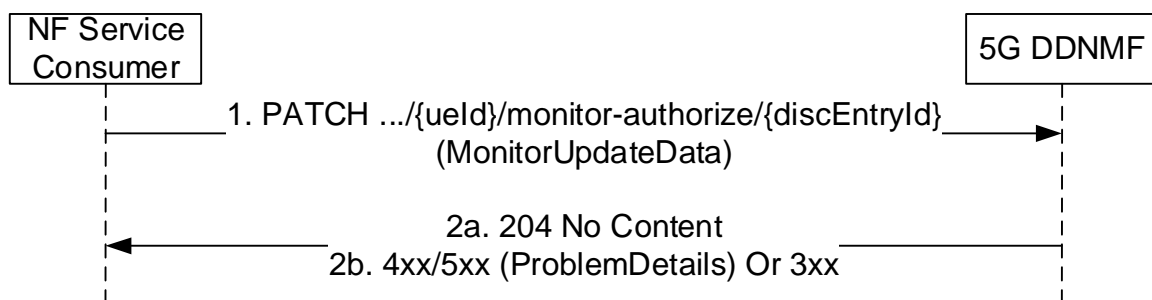 NF Service
Consumer
5G DDNMF
1. PATCH .../{ueId}/monitor-authorize/{discEntryId}
(MonitorUpdateData)
2a. 204 No Content
2b. 4xx/5xx (ProblemDetails) Or 3xx